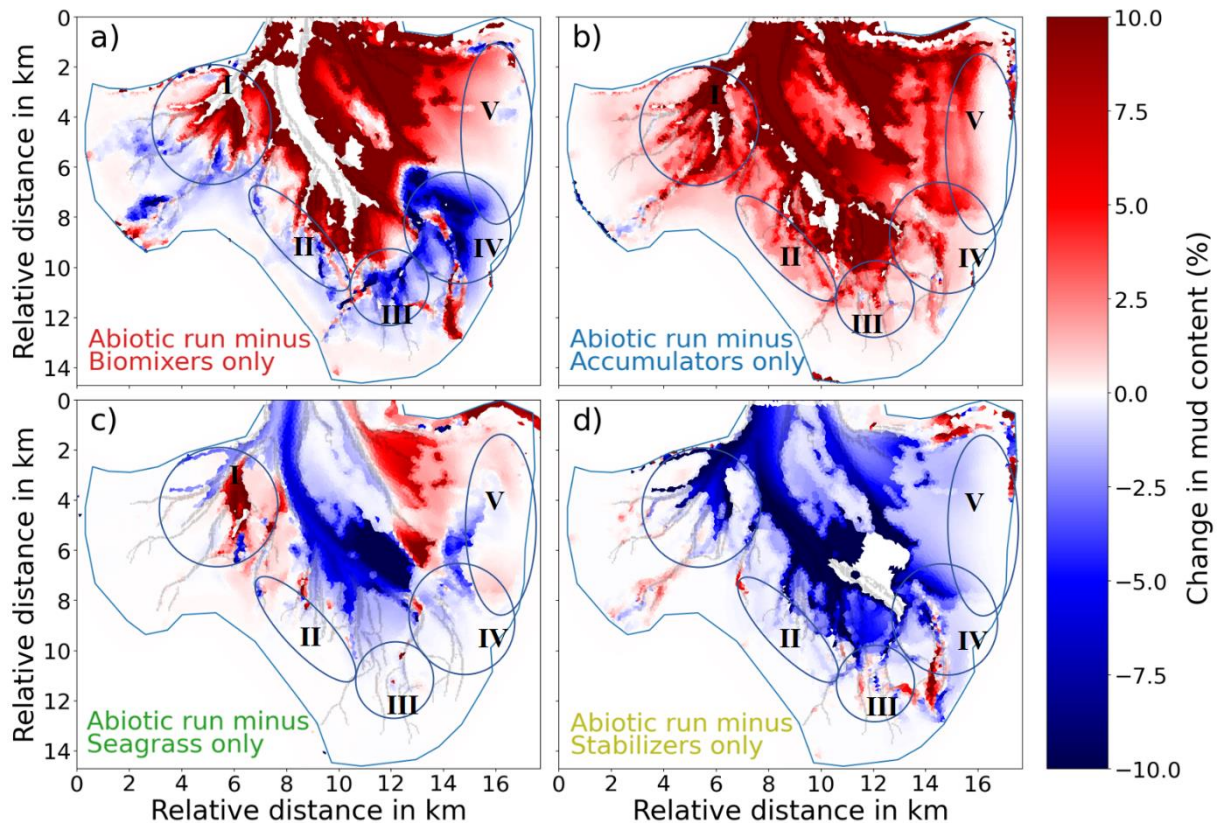 a)
b)
I
II
III
IV
V
Abiotic run minus
Biomixers only
I
II
III
IV
V
Abiotic run minus
Accumulators only
c)
d)
I
II
III
IV
V
Abiotic run minus
Seagrass only
I
II
III
IV
V
Abiotic run minus
Stabilizers only
Relative distance in km
0
2
4
6
8
10
12
14
Relative distance in km
0
2
4
6
8
10
12
14
0 2 4 6 8 10 12 14 16
Relative distance in km
0 2 4 6 8 10 12 14 16
Relative distance in km
10.0
7.5
5.0
2.5
0.0
−2.5
−5.0
−7.5
−10.0
Change in mud content (%)